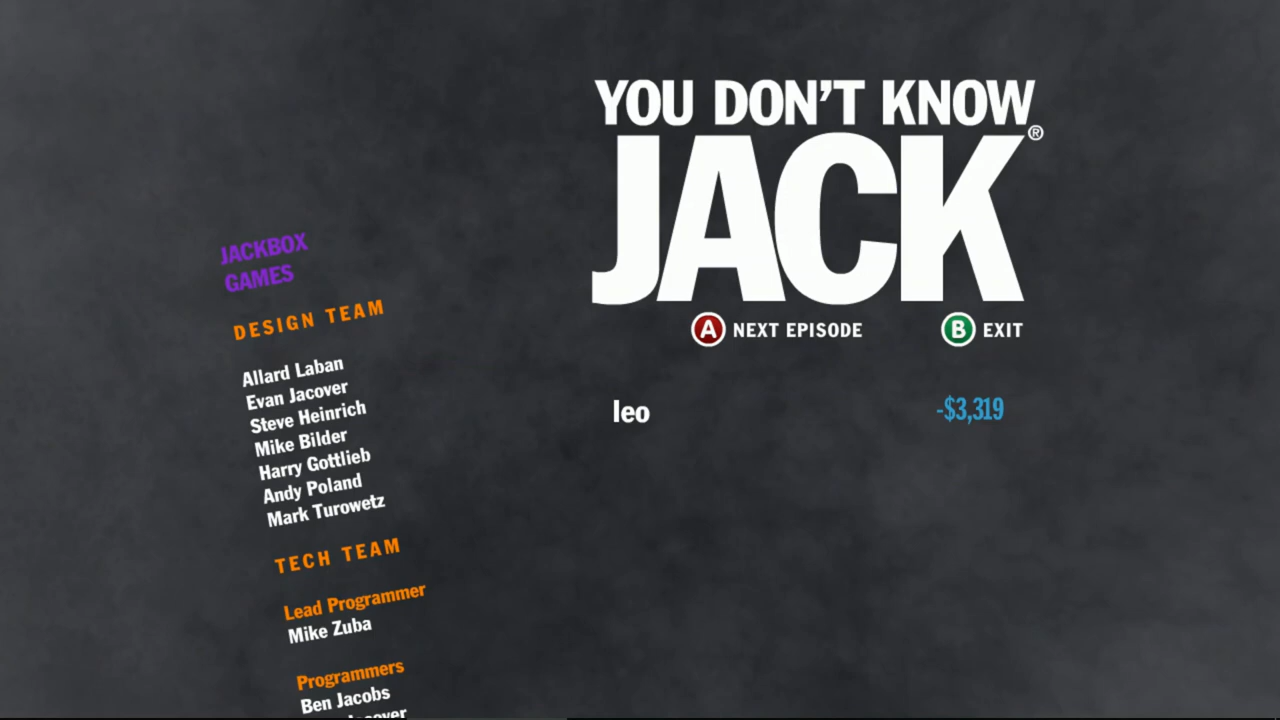 YOU DON'T KNOW
JACK®
A NEXT EPISODE B EXIT
leo -$3,319
JACKBOX
GAMES
DESIGN TEAM
Allard Laban
Evan Jacover
Steve Heinrich
Mike Bilder
Harry Gottlieb
Andy Poland
Mark Turowetz
TECH TEAM
Lead Programmer
Mike Zuba
Programmers
Ben Jacobs